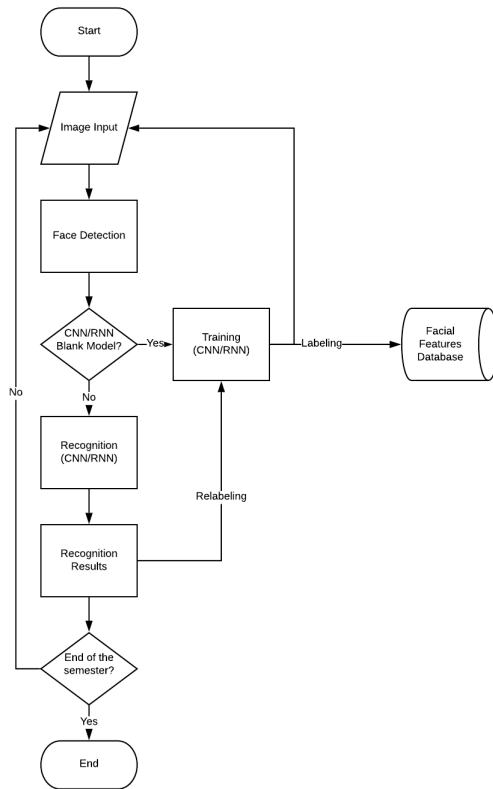 Start
Image Input
Face Detection
CNN/RNN
Blank Model?
Yes
Training
(CNN/RNN)
Labeling
Facial
Features
Database
No
No
Recognition
(CNN/RNN)
Relabeling
Recognition
Results
End of the
semester?
Yes
End